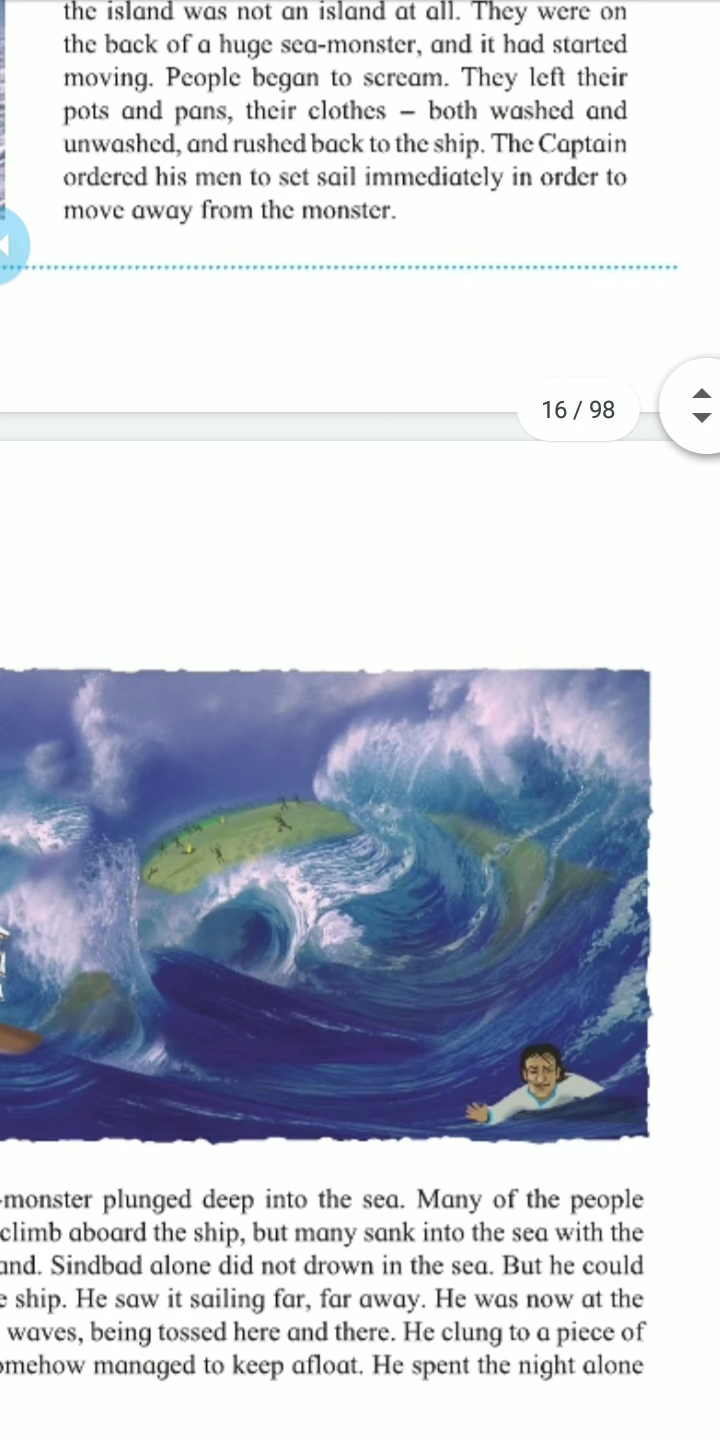 the island was not an island at all. They were on
the back of a huge sea-monster, and it had started
moving. People began to scream. They left their
pots and pans, their clothes – both washed and
unwashed, and rushed back to the ship. The Captain
ordered his men to set sail immediately in order to
move away from the monster.
16 / 98
-monster plunged deep into the sea. Many of the people
climb aboard the ship, but many sank into the sea with the
and. Sindbad alone did not drown in the sea. But he could
e ship. He saw it sailing far, far away. He was now at the
waves, being tossed here and there. He clung to a piece of
omehow managed to keep afloat. He spent the night alone